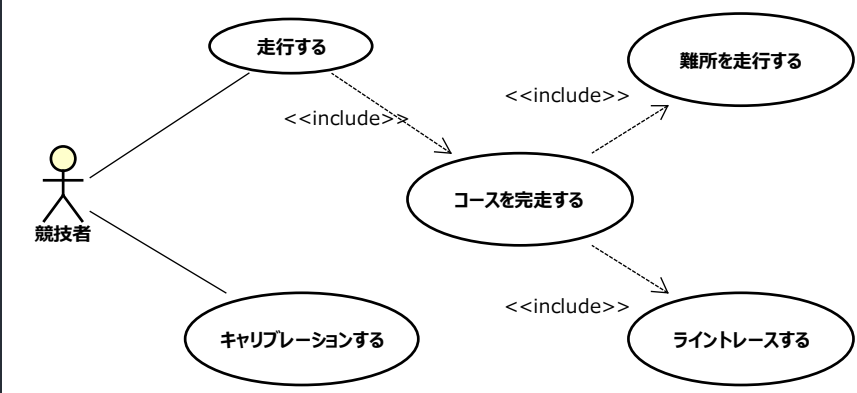 走行する
難所を走行する
<<include>>
<<include>>
コースを完走する
競技者
<<include>>
キャリブレーションする
ライントレースする